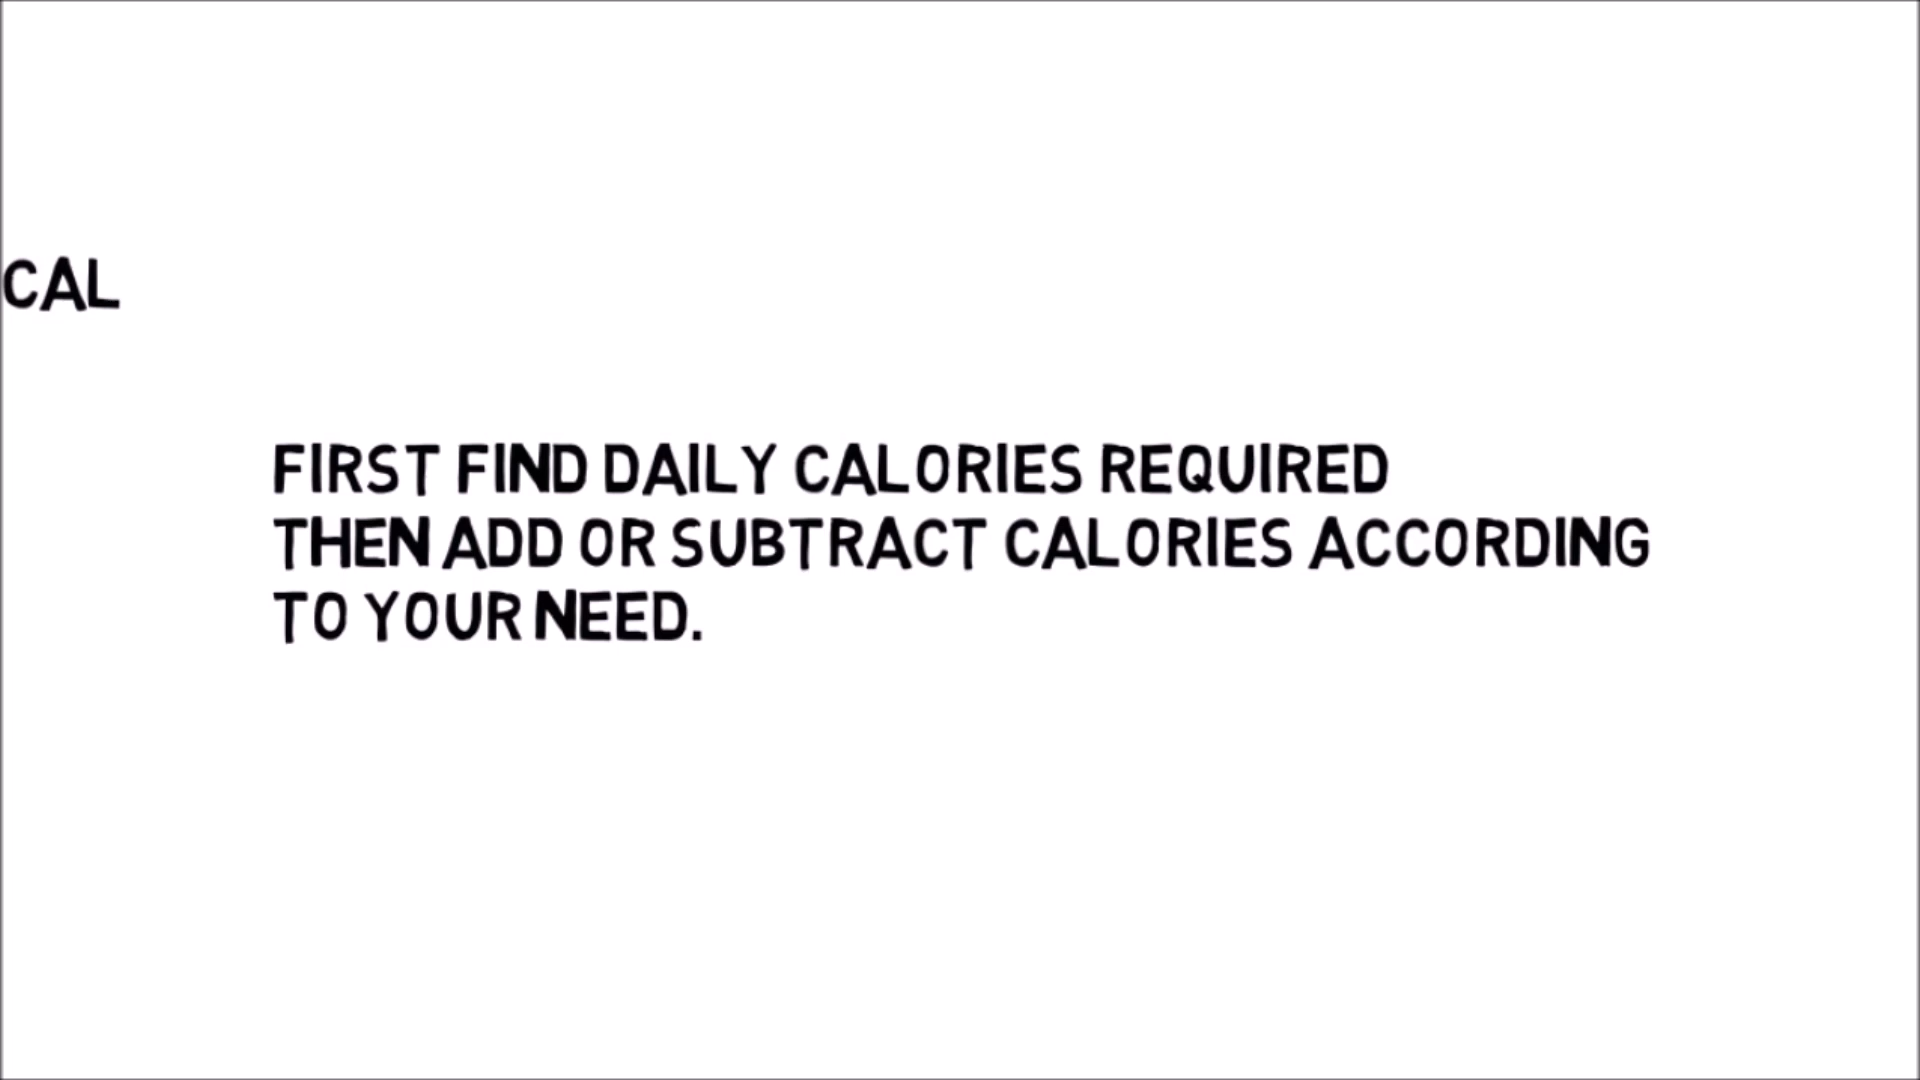 CAL
FIRST FIND DAILY CALORIES REQUIRED
THEN ADD OR SUBTRACT CALORIES ACCORDING
TO YOUR NEED.